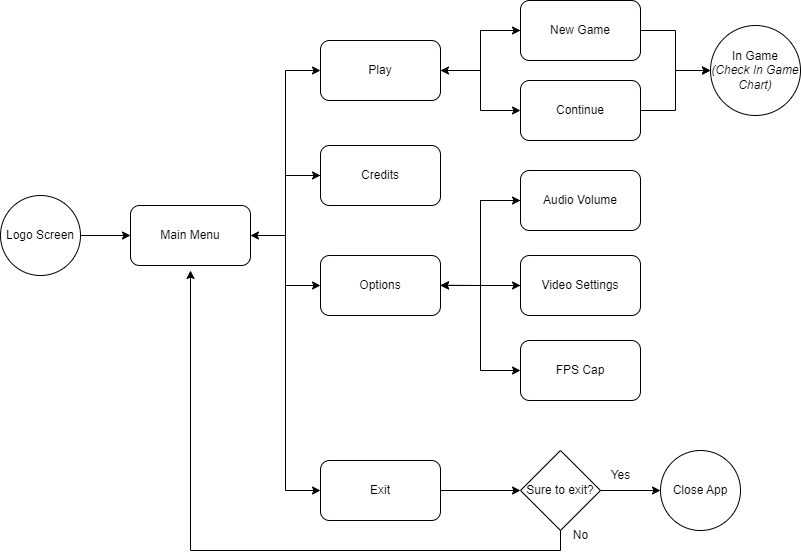 New Game
Play
In Game
(Check In Game
Chart)
Continue
Credits
Audio Volume
Logo Screen
Main Menu
Options
Video Settings
FPS Cap
Exit
Sure to exit?
Yes
Close App
No